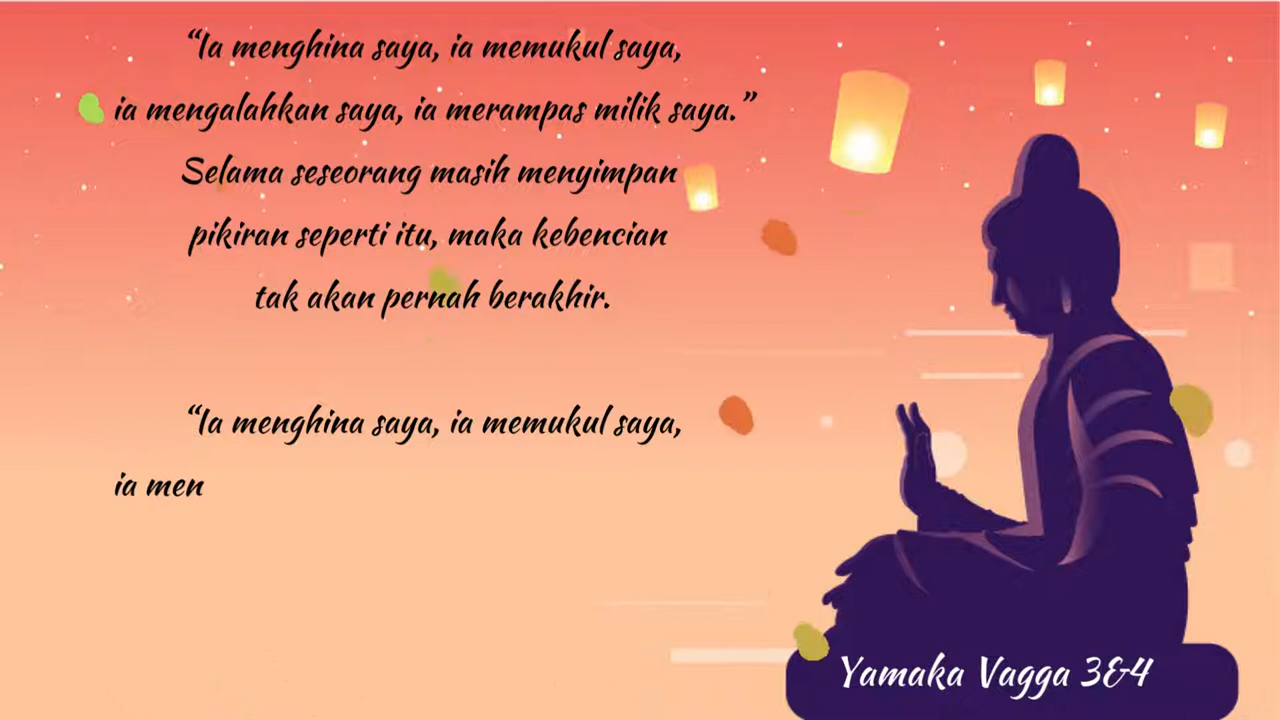 “Ia menghina saya, ia memukul saya,
ia mengalahkan saya, ia merampas milik saya.”
Selama seseorang masih menyimpan
pikiran seperti itu, maka kebencian
tak akan pernah berakhir.
“Ia menghina saya, ia memukul saya,
ia men
Yamaka Vagga 3&4